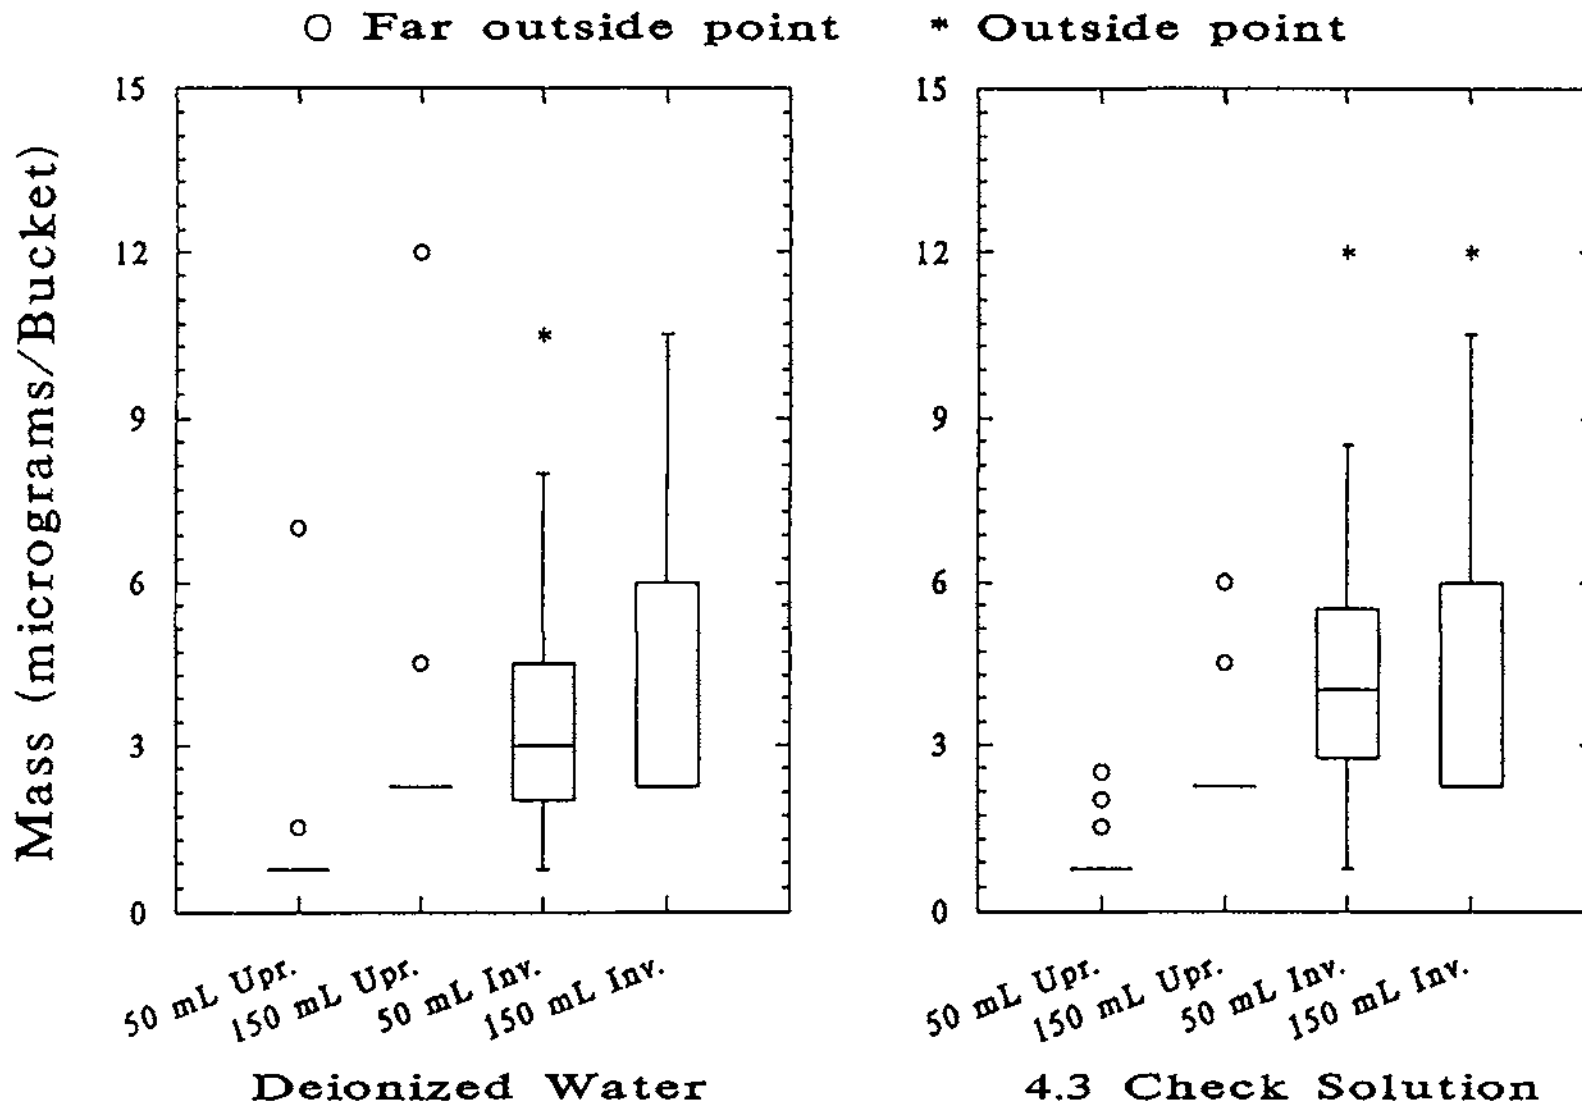 ○ Far outside point * Outside point
Mass (micrograms/Bucket)
15
12
9
6
3
0
50 mL Upr.
150 mL Upr.
50 mL Inv.
150 mL Inv.
Deionized Water
15
12
9
6
3
0
50 mL Upr.
150 mL Upr.
50 mL Inv.
150 mL Inv.
4.3 Check Solution